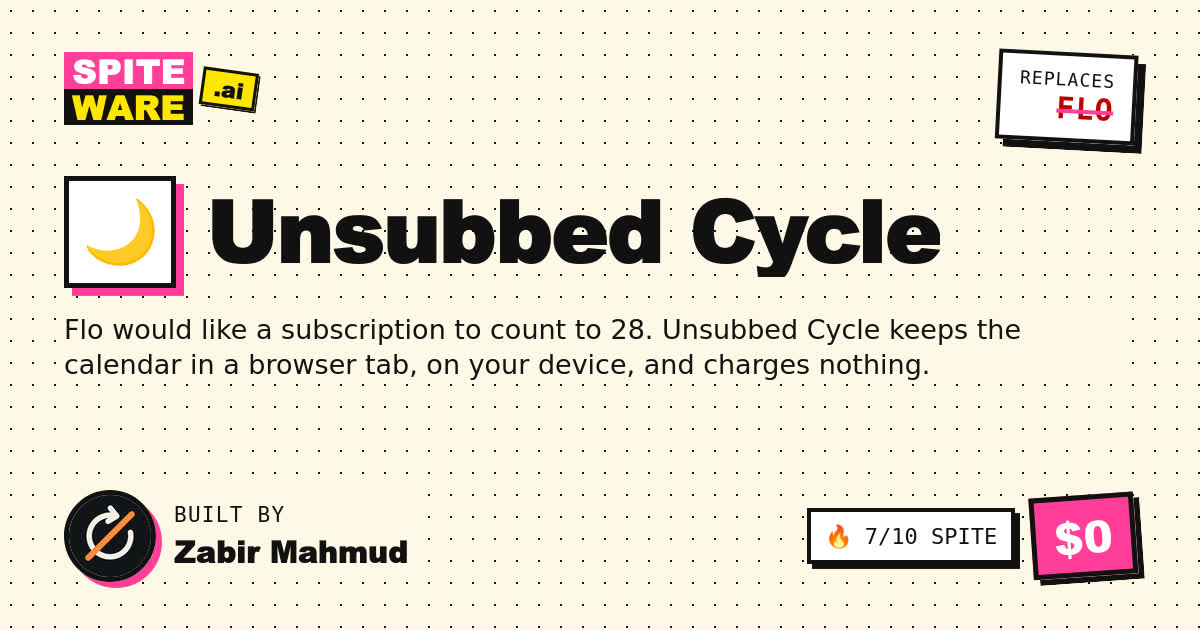 SPITE
WARE
.ai
REPLACES
FLO
Unsubbed Cycle
Flo would like a subscription to count to 28. Unsubbed Cycle keeps the
calendar in a browser tab, on your device, and charges nothing.
BUILT BY
Zabir Mahmud
7/10 SPITE
$0